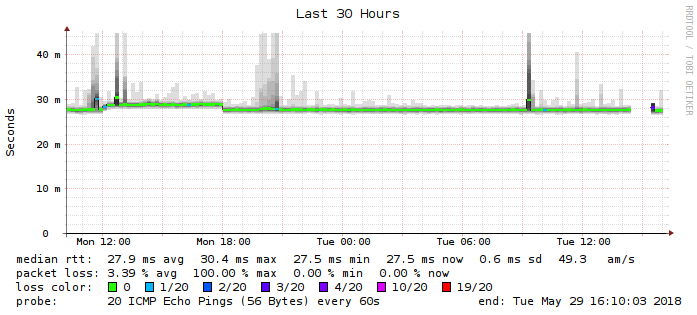 Last 30 Hours
RRDTOOL / TOBI OETIKER
Seconds
40 m
30 m
20 m
10 m
0
Mon 12:00 Mon 18:00 Tue 00:00 Tue 06:00 Tue 12:00
median rtt: 27.9 ms avg 30.4 ms max 27.5 ms min 27.5 ms now 0.6 ms sd 49.3 am/s
packet loss: 3.39 % avg 100.00 % max 0.00 % min 0.00 % now
loss color: 0 1/20 2/20 3/20 4/20 10/20 19/20
probe: 20 ICMP Echo Pings (56 Bytes) every 60s end: Tue May 29 16:10:03 2018